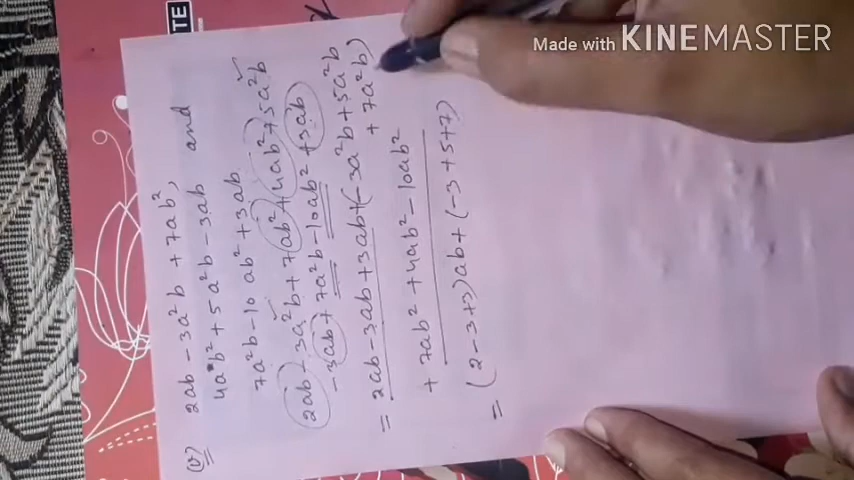 (v) 2ab - 3a²b + 7ab²,
4ab² + 5a²b - 3ab and
7a²b - 10ab² + 3ab
2ab - 3a²b + 7ab² + 4ab² + 5a²b
- 3ab + 7a²b - 10ab² + 3ab
= 2ab - 3ab + 3ab + (-3a²b + 5a²b
+ 7a²b)
+ 7ab² + 4ab² - 10ab²
= (2 - 3 + 3)ab + (-3 + 5 + 7)
Made with KINEMASTER
TE